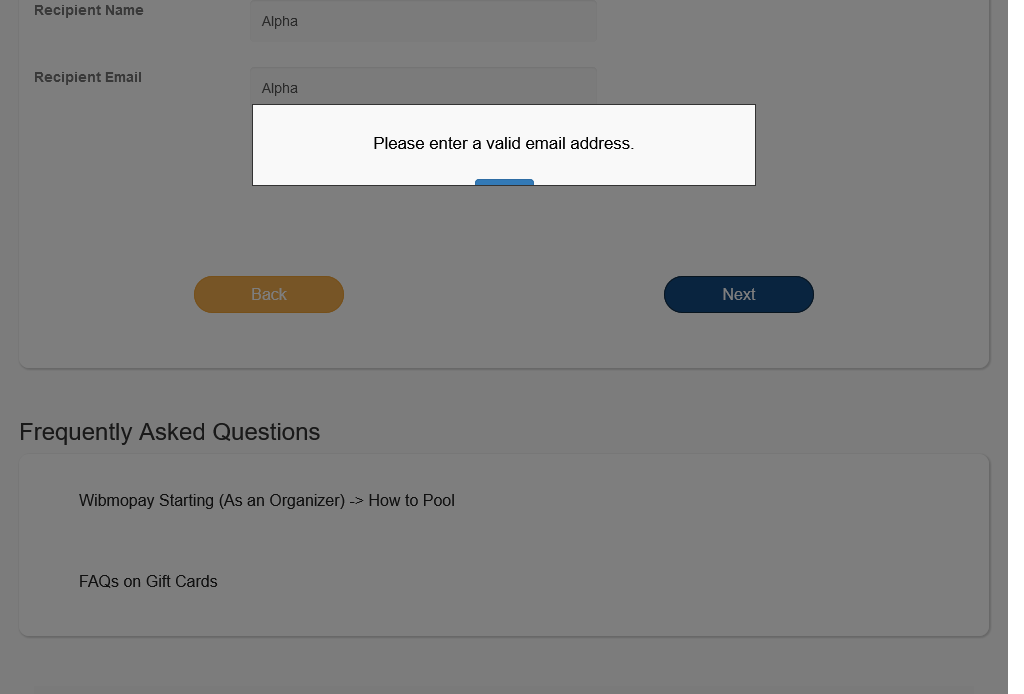 Recipient Name
Alpha
Recipient Email
Alpha
Please enter a valid email address.
Back
Next
Frequently Asked Questions
Wibmopay Starting (As an Organizer) -> How to Pool
FAQs on Gift Cards